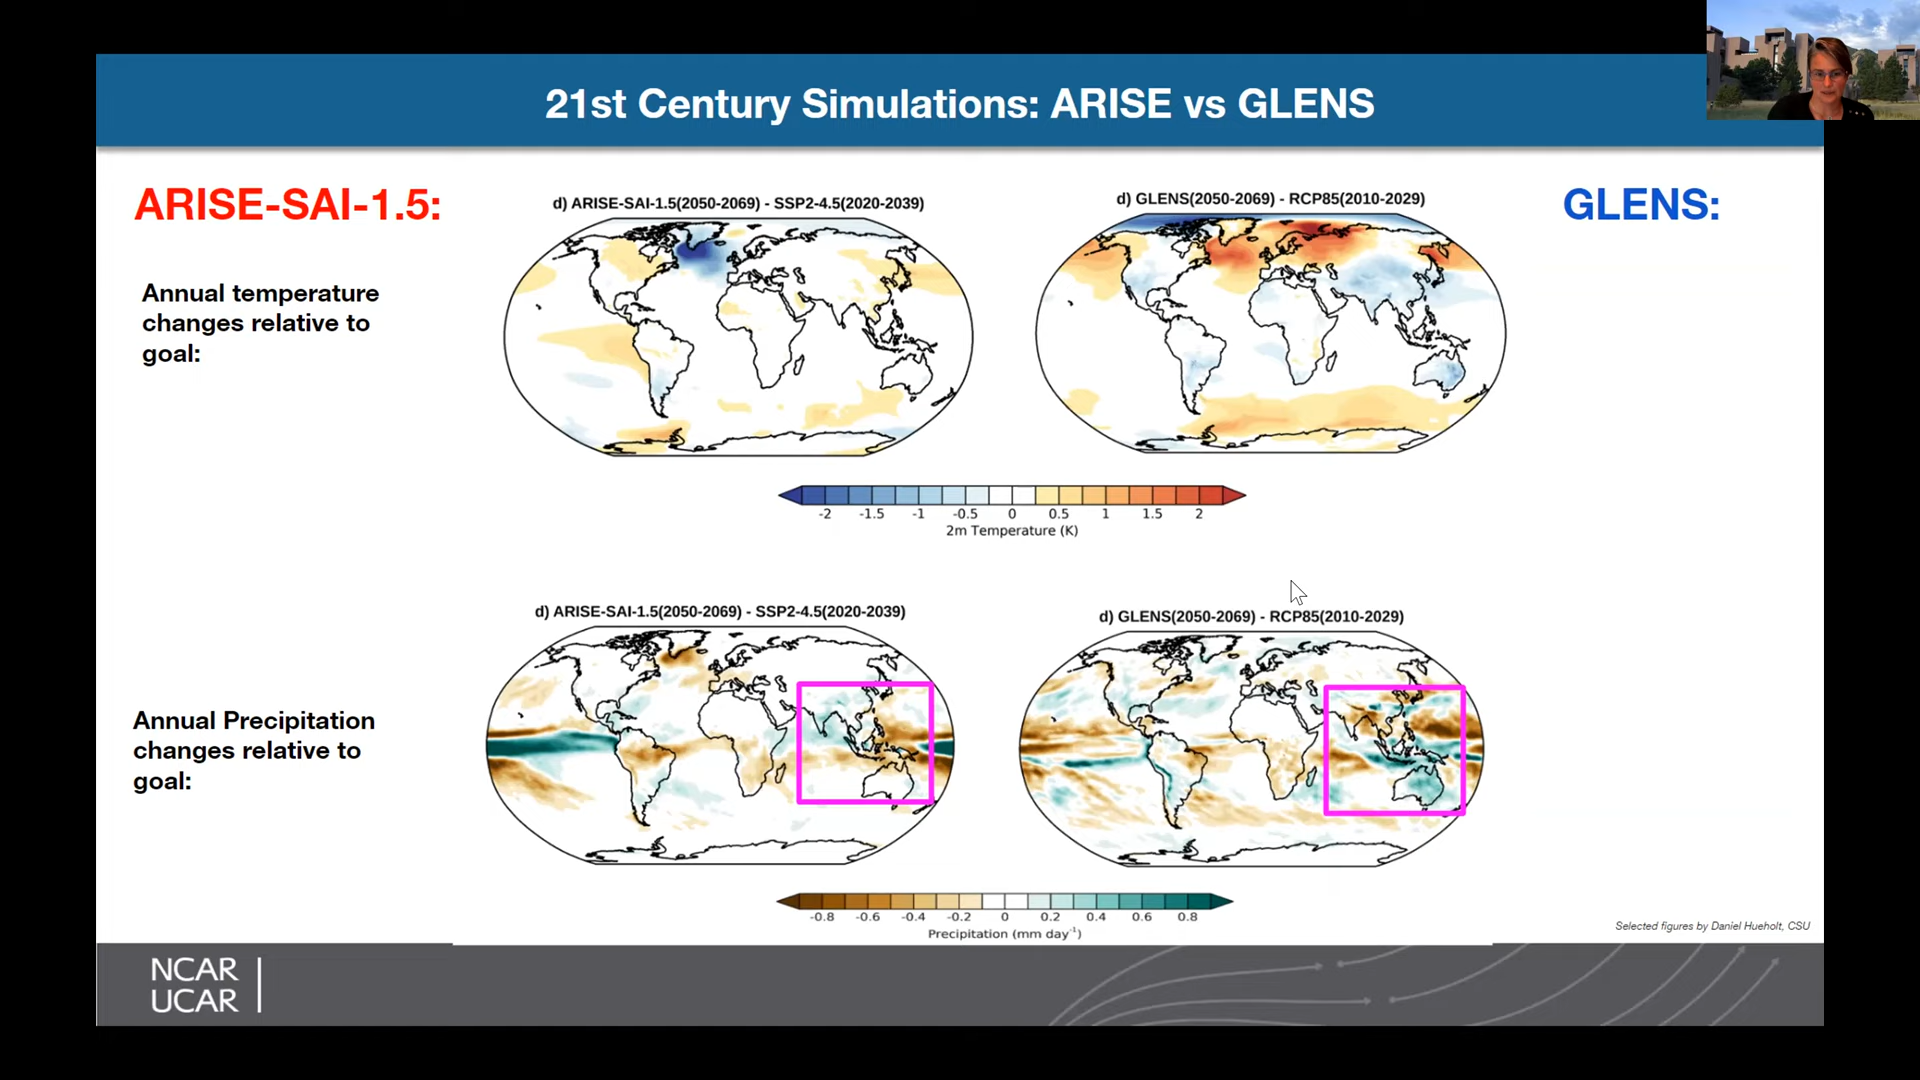 21st Century Simulations: ARISE vs GLENS
ARISE-SAI-1.5:
GLENS:
d) ARISE-SAI-1.5(2050-2069) - SSP2-4.5(2020-2039)
d) GLENS(2050-2069) - RCP85(2010-2029)
Annual temperature
changes relative to
goal:
-2 -1.5 -1 -0.5 0 0.5 1 1.5 2
2m Temperature (K)
d) ARISE-SAI-1.5(2050-2069) - SSP2-4.5(2020-2039)
d) GLENS(2050-2069) - RCP85(2010-2029)
Annual Precipitation
changes relative to
goal:
-0.8 -0.6 -0.4 -0.2 0 0.2 0.4 0.6 0.8
Precipitation (mm day⁻¹)
Selected figures by Daniel Hueholt, CSU
NCAR
UCAR